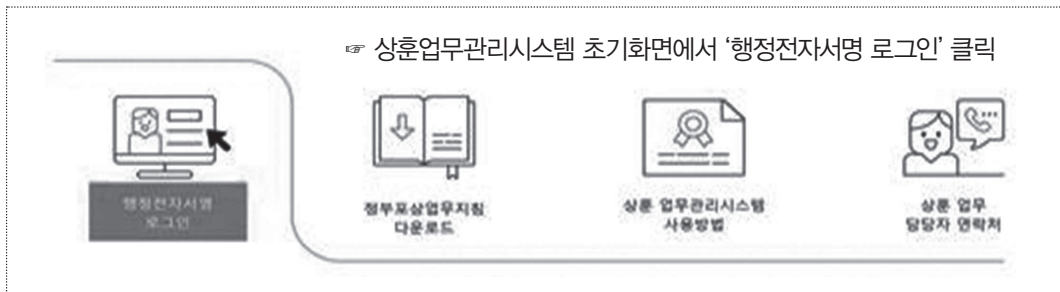 ☞ 상훈업무관리시스템 초기화면에서 ‘행정전자서명 로그인’ 클릭
행정전자서명
로그인
정부포상업무지침
다운로드
상훈 업무관리시스템
사용방법
상훈 업무
담당자 연락처